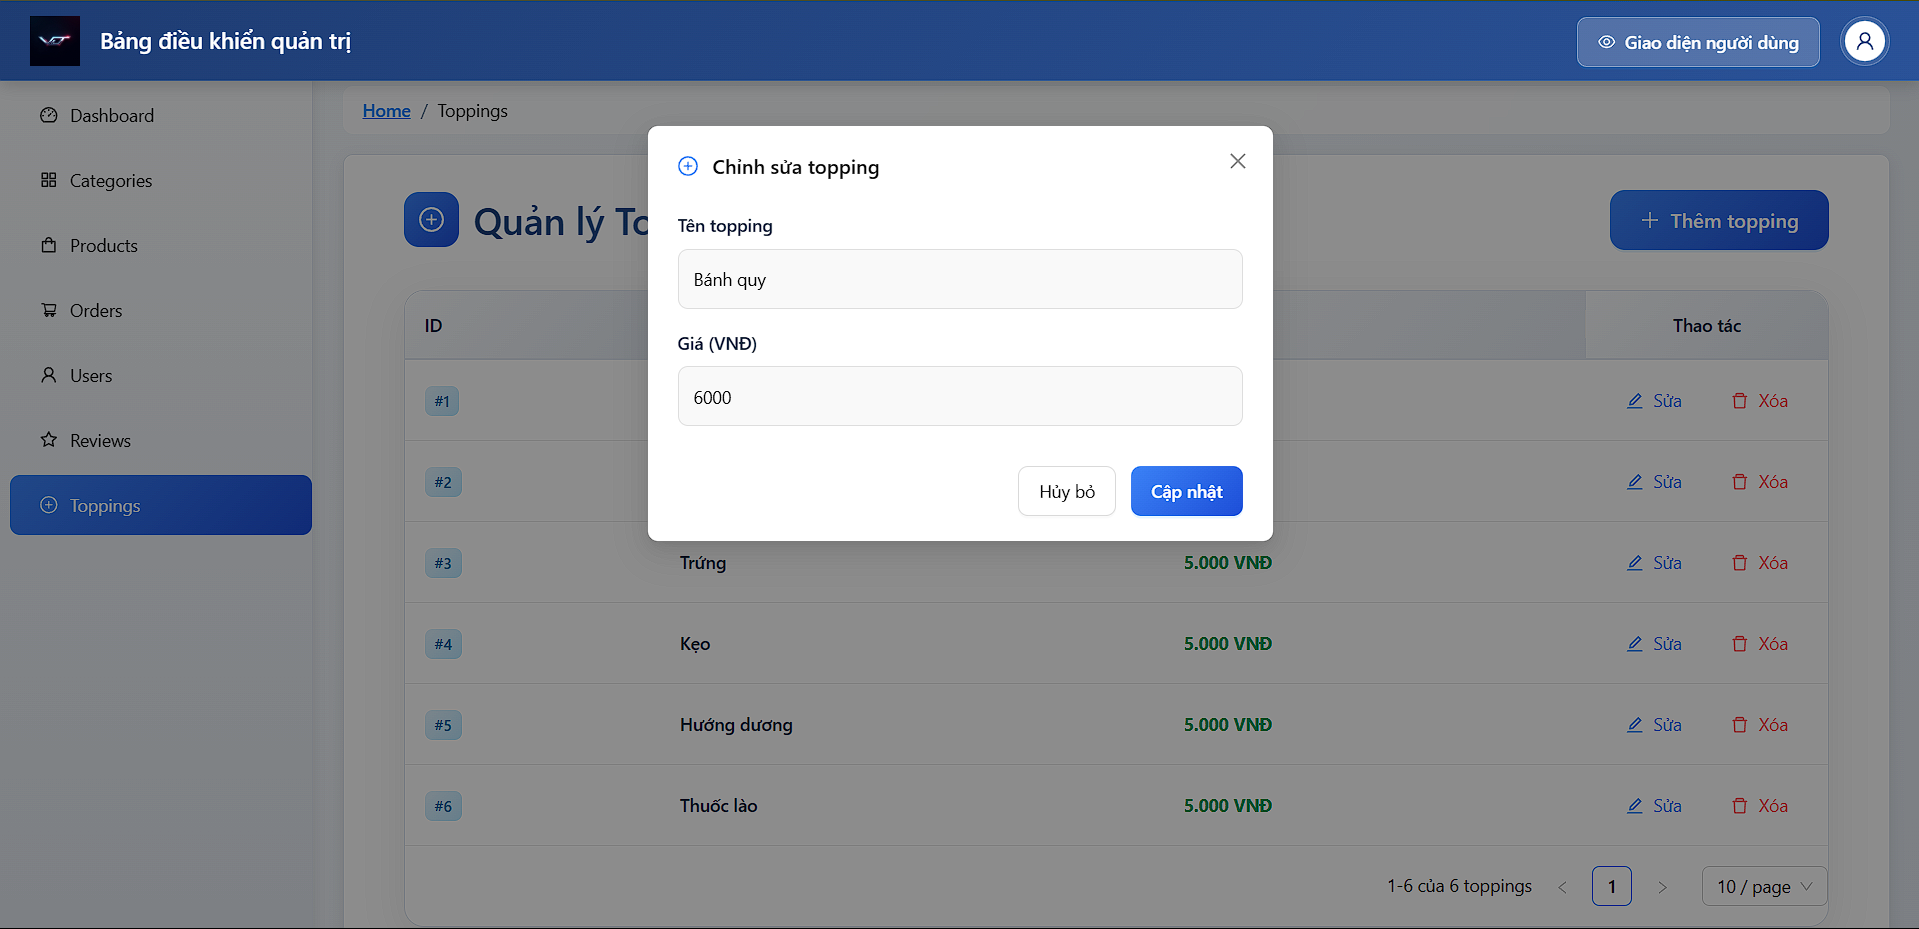 VGT
Bảng điều khiển quản trị
Giao diện người dùng
Dashboard
Categories
Products
Orders
Users
Reviews
Toppings
Home / Toppings
Quản lý To
Thêm topping
Chỉnh sửa topping
Tên topping
Bánh quy
Giá (VNĐ)
6000
Hủy bỏ
Cập nhật
ID
Thao tác
#1
Sửa
Xóa
#2
Sửa
Xóa
#3 Trứng 5.000 VNĐ Sửa Xóa
#4 Kẹo 5.000 VNĐ Sửa Xóa
#5 Hướng dương 5.000 VNĐ Sửa Xóa
#6 Thuốc lào 5.000 VNĐ Sửa Xóa
1-6 của 6 toppings < 1 > 10 / page